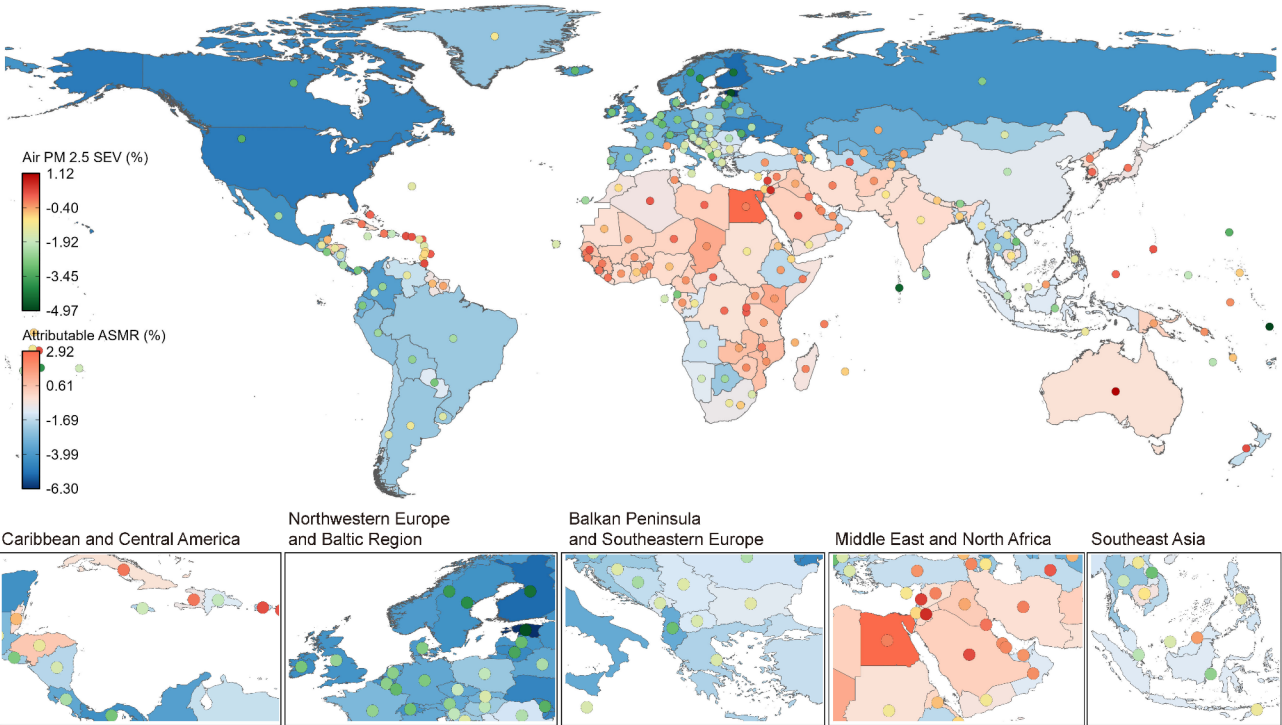 Air PM 2.5 SEV (%)
1.12
-0.40
-1.92
-3.45
-4.97
Attributable ASMR (%)
2.92
0.61
-1.69
-3.99
-6.30
Caribbean and Central America
Northwestern Europe
and Baltic Region
Balkan Peninsula
and Southeastern Europe
Middle East and North Africa
Southeast Asia